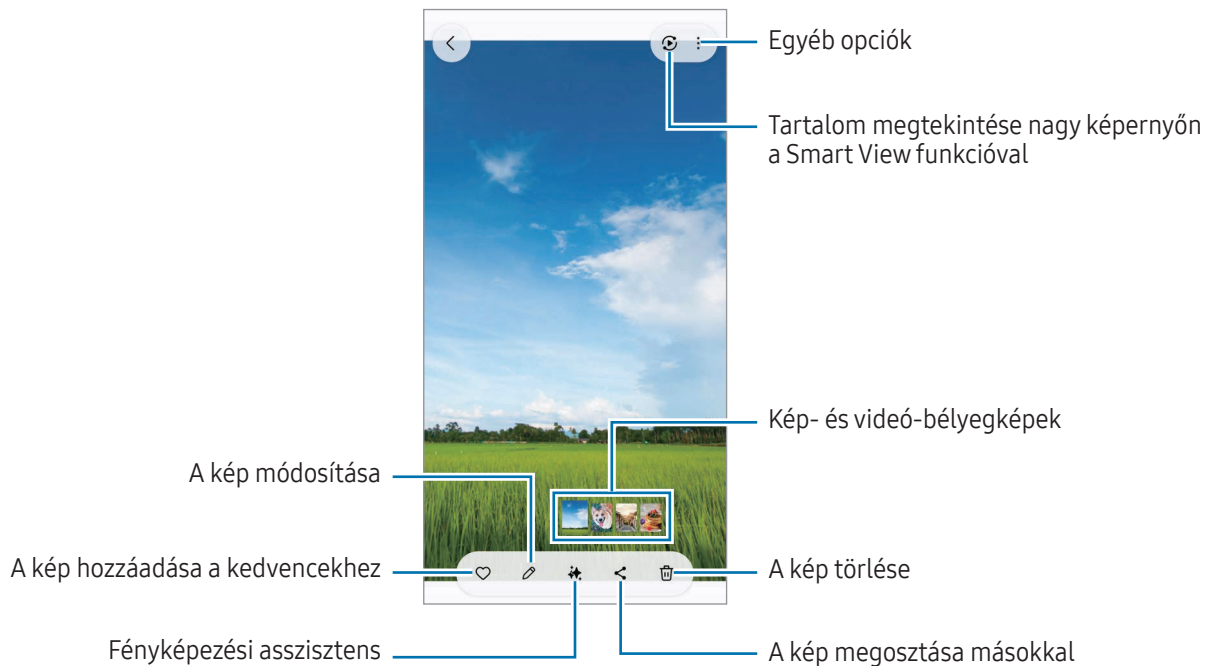 Egyéb opciók
Tartalom megtekintése nagy képernyőn
a Smart View funkcióval
Kép- és videó-bélyegképek
A kép módosítása
A kép hozzáadása a kedvencekhez
A kép törlése
Fényképezési asszisztens
A kép megosztása másokkal